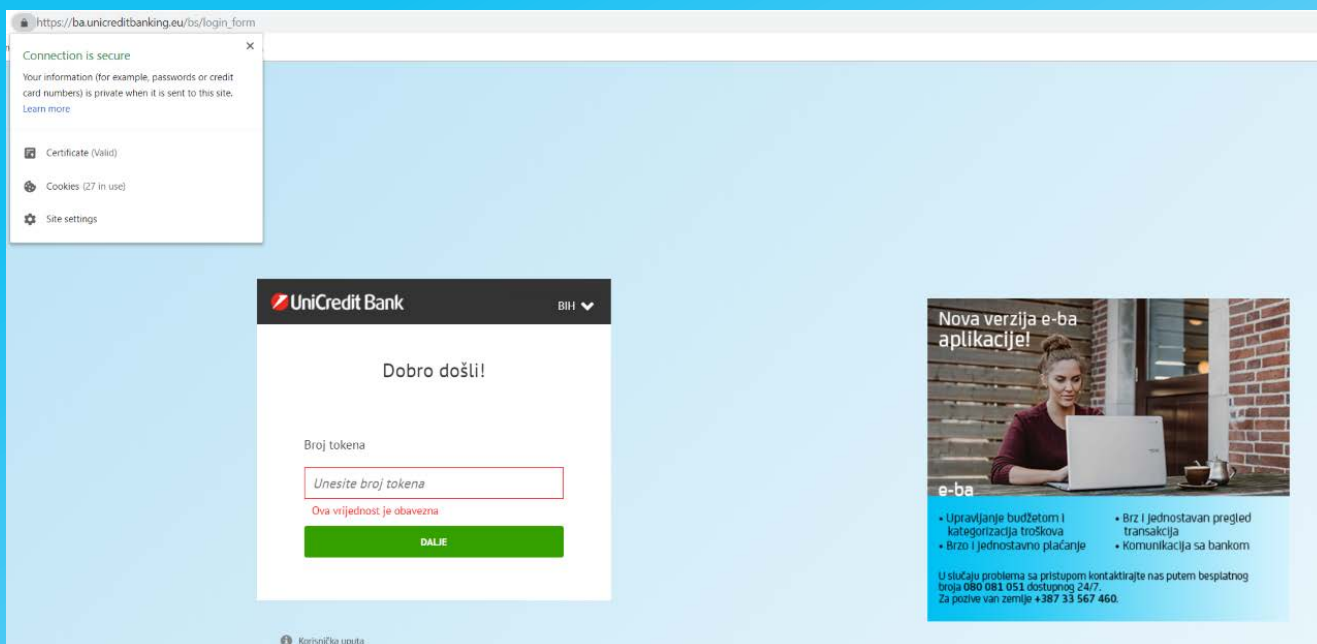 https://ba.unicreditbanking.eu/bs/login_form
Connection is secure
Your information (for example, passwords or credit
card numbers) is private when it is sent to this site.
Learn more
Certificate (Valid)
Cookies (27 in use)
Site settings
UniCredit Bank
BIH
Dobro došli!
Broj tokena
Unesite broj tokena
Ova vrijednost je obavezna
DALJE
Korisnička uputa
Nova verzija e-ba
aplikacije!
e-ba
• Upravljanje budžetom i
kategorizacija troškova
• Brzo i jednostavno plaćanje
• Brz i jednostavan pregled
transakcija
• Komunikacija sa bankom
U slučaju problema sa pristupom kontaktirajte nas putem besplatnog
broja 080 081 051 dostupnog 24/7.
Za pozive van zemlje +387 33 567 460.